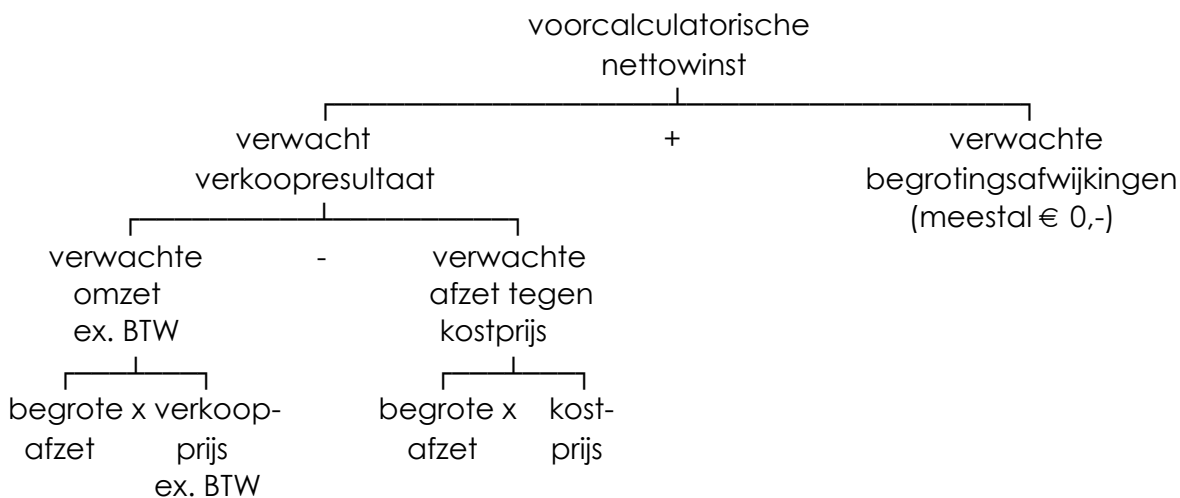 voorcalculatorische
nettowinst
verwacht + verwachte
verkoopresultaat begrotingsafwijkingen
(meestal € 0,-)
verwachte - verwachte
omzet afzet tegen
ex. BTW kostprijs
begrote x verkoop- begrote x kost-
afzet prijs afzet prijs
ex. BTW